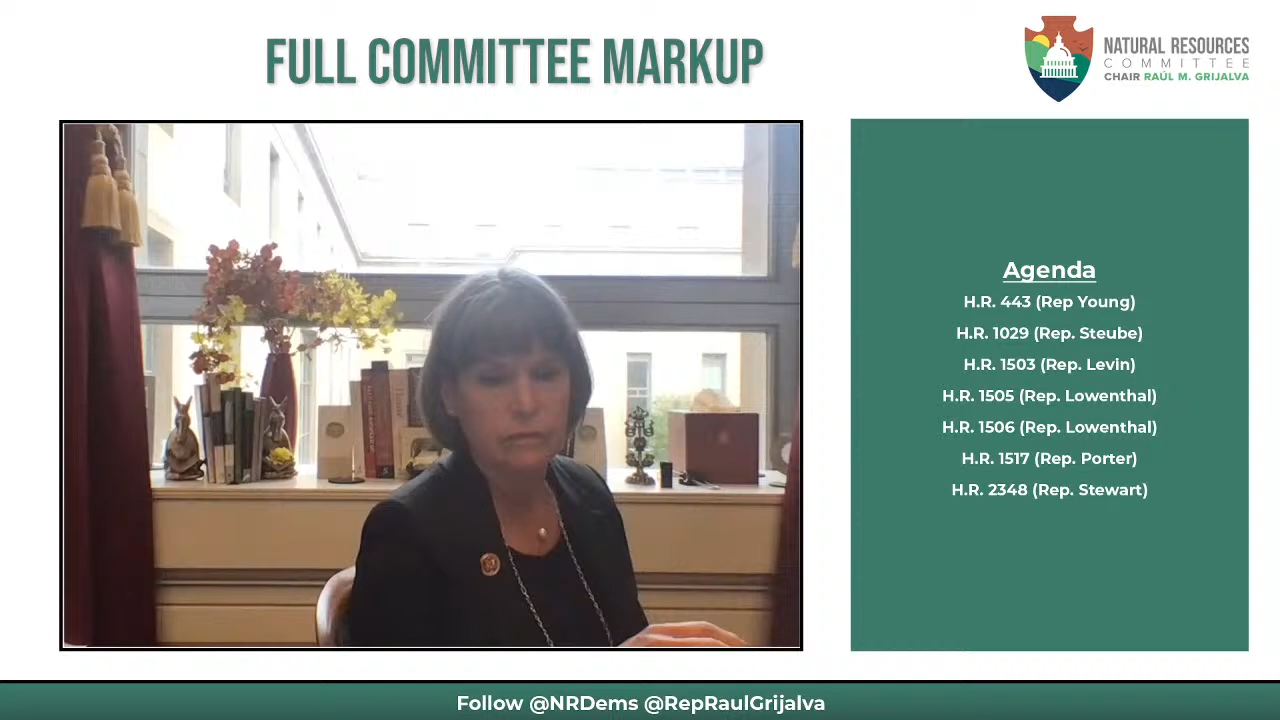 FULL COMMITTEE MARKUP
NATURAL RESOURCES
COMMITTEE
CHAIR RAÚL M. GRIJALVA
Agenda
H.R. 443 (Rep Young)
H.R. 1029 (Rep. Steube)
H.R. 1503 (Rep. Levin)
H.R. 1505 (Rep. Lowenthal)
H.R. 1506 (Rep. Lowenthal)
H.R. 1517 (Rep. Porter)
H.R. 2348 (Rep. Stewart)
Follow @NRDems @RepRaulGrijalva